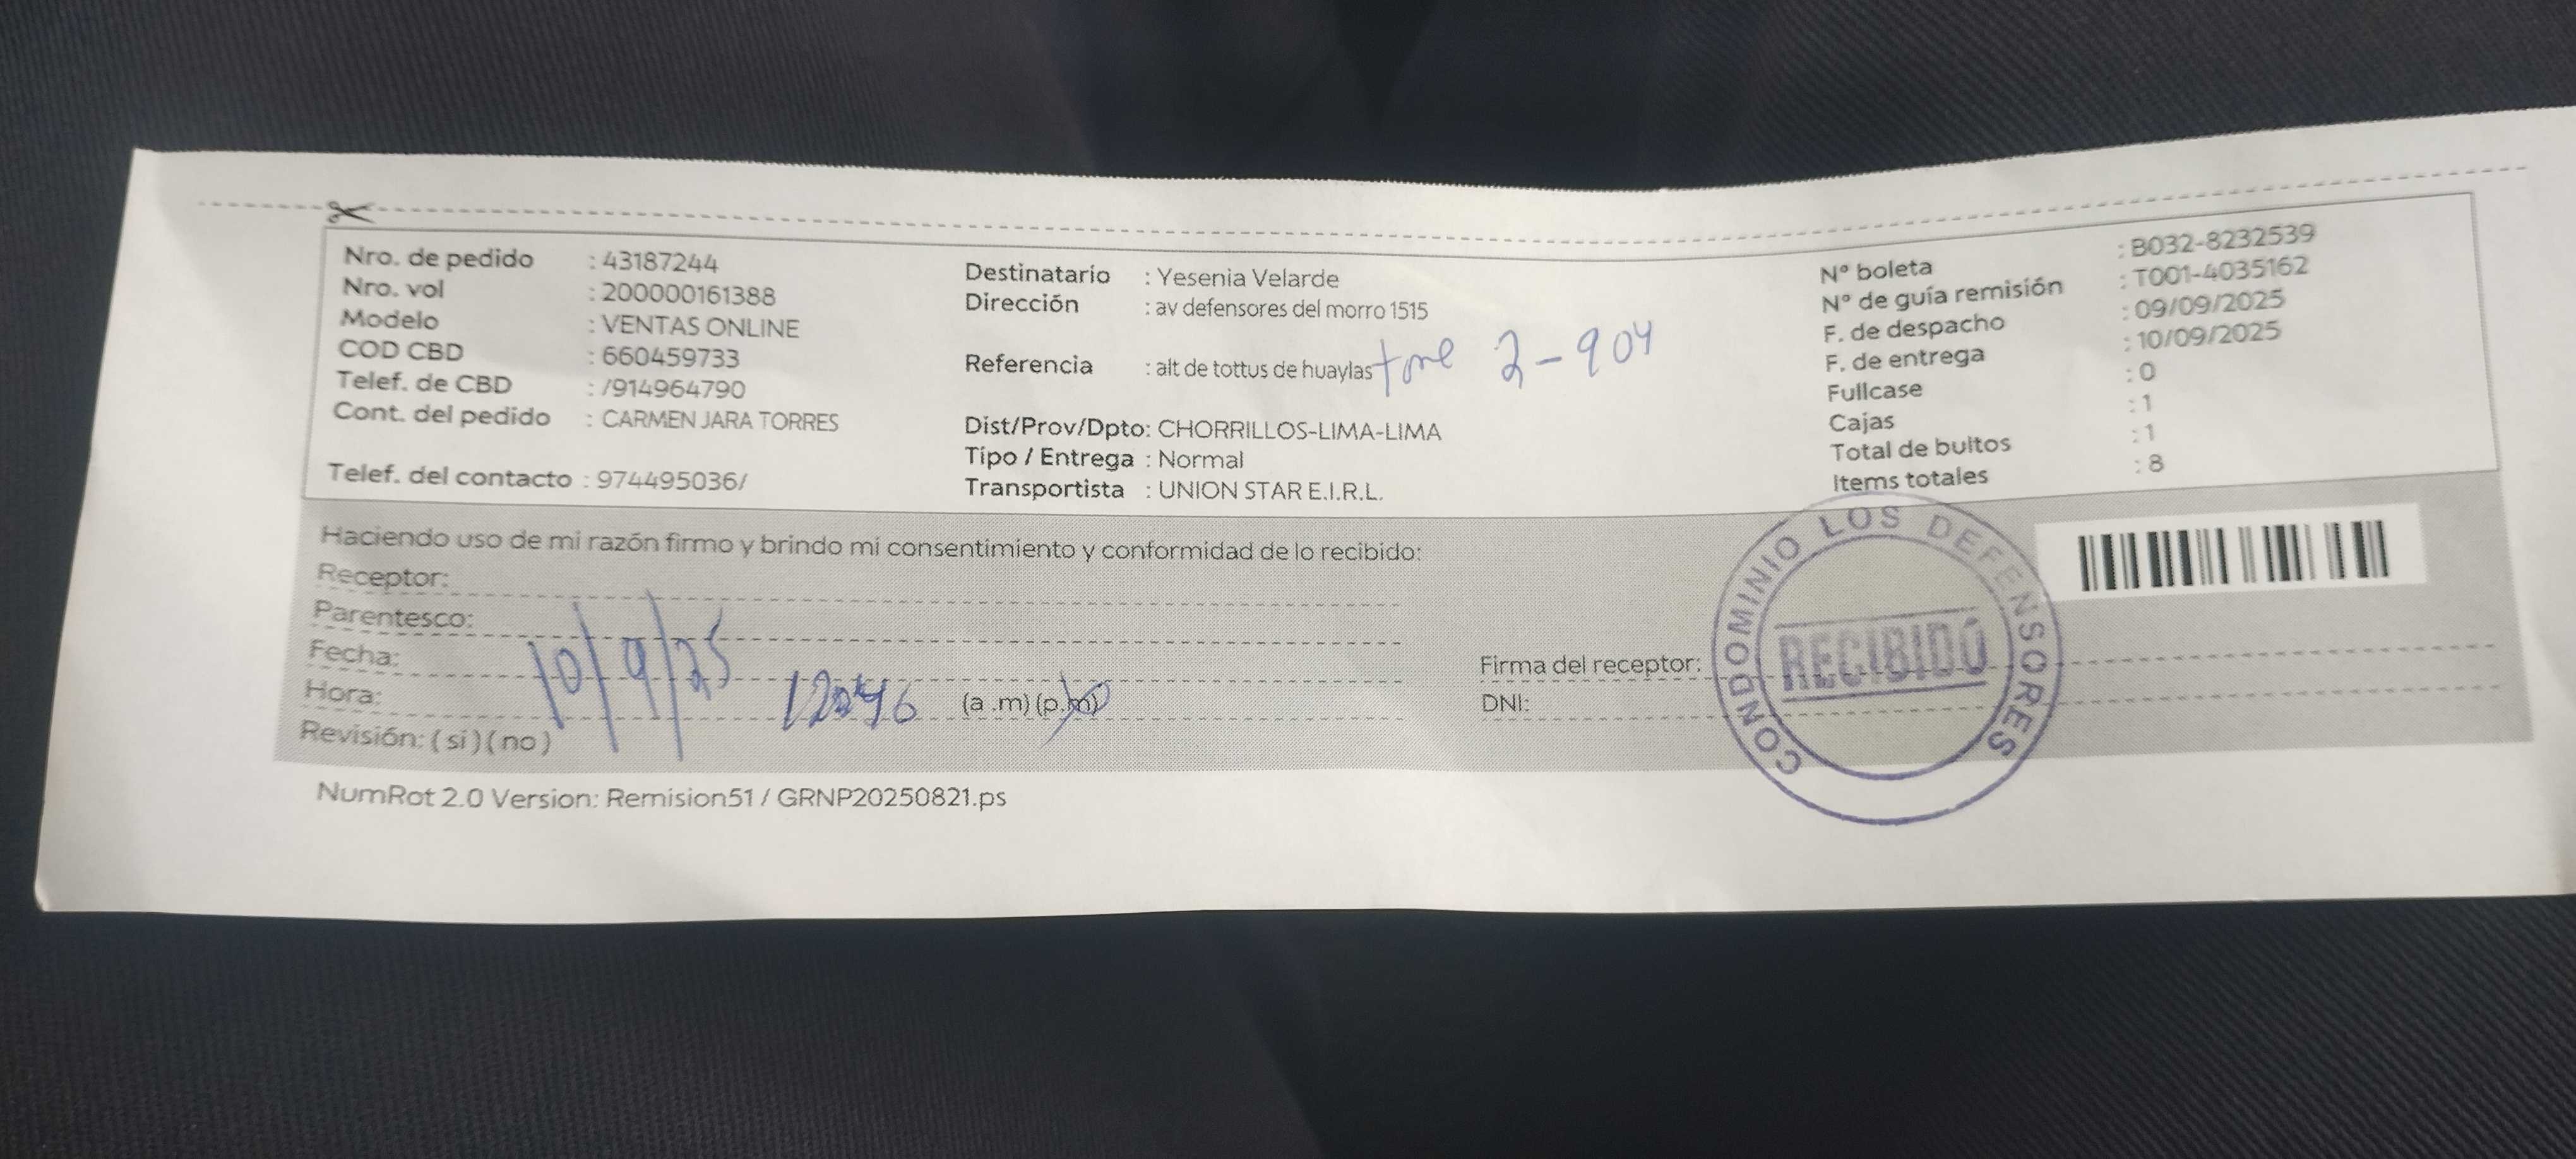 Nro. de pedido : 43187244
Nro. vol : 200000161388
Modelo : VENTAS ONLINE
COD CBD : 660459733
Telef. de CBD : /914964790
Cont. del pedido : CARMEN JARA TORRES
Telef. del contacto : 974495036/
Destinatario : Yesenia Velarde
Dirección : av defensores del morro 1515
Referencia : alt de tottus de huaylas torre 2-904
Dist/Prov/Dpto: CHORRILLOS-LIMA-LIMA
Tipo / Entrega : Normal
Transportista : UNION STAR E.I.R.L.
N° boleta : B032-8232539
N° de guía remisión : T001-4035162
F. de despacho : 09/09/2025
F. de entrega : 10/09/2025
Fullcase : 0
Cajas : 1
Total de bultos : 1
Items totales : 8
Haciendo uso de mi razón firmo y brindo mi consentimiento y conformidad de lo recibido:
Receptor:
Parentesco:
Fecha: 10/9/25
Hora: (a .m) (p.m)
Revisión: ( si ) ( no )
Firma del receptor:
DNI:
CONDOMINIO LOS DEFENSORES
RECIBIDO
NumRot 2.0 Version: Remision51 / GRNP20250821.ps